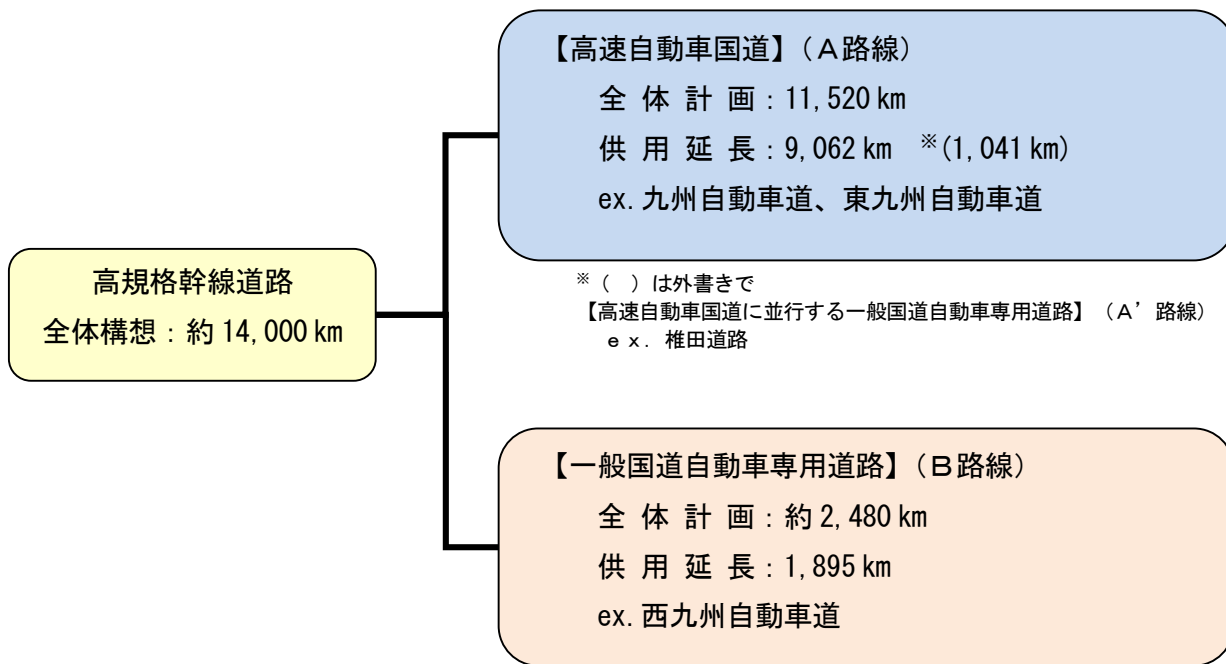 高規格幹線道路
全体構想：約 14,000 km
【高速自動車国道】（Ａ路線）
全 体 計 画：11,520 km
供 用 延 長：9,062 km ※(1,041 km)
ex. 九州自動車道、東九州自動車道
※（　）は外書きで
【高速自動車国道に並行する一般国道自動車専用道路】（Ａ’路線）
ｅｘ．椎田道路
【一般国道自動車専用道路】（Ｂ路線）
全 体 計 画：約 2,480 km
供 用 延 長：1,895 km
ex. 西九州自動車道